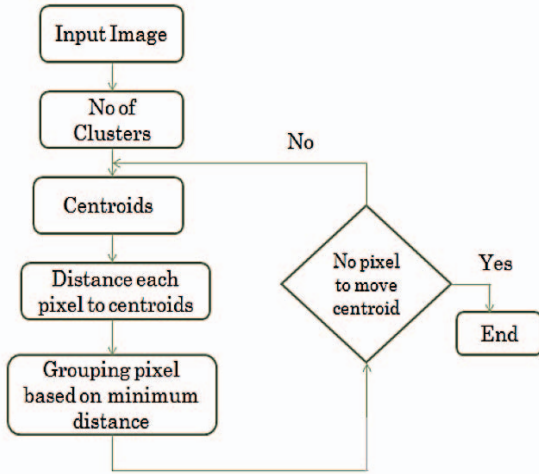 Input Image
No of
Clusters
No
Centroids
Distance each
pixel to centroids
No pixel
to move
centroid
Yes
End
Grouping pixel
based on minimum
distance